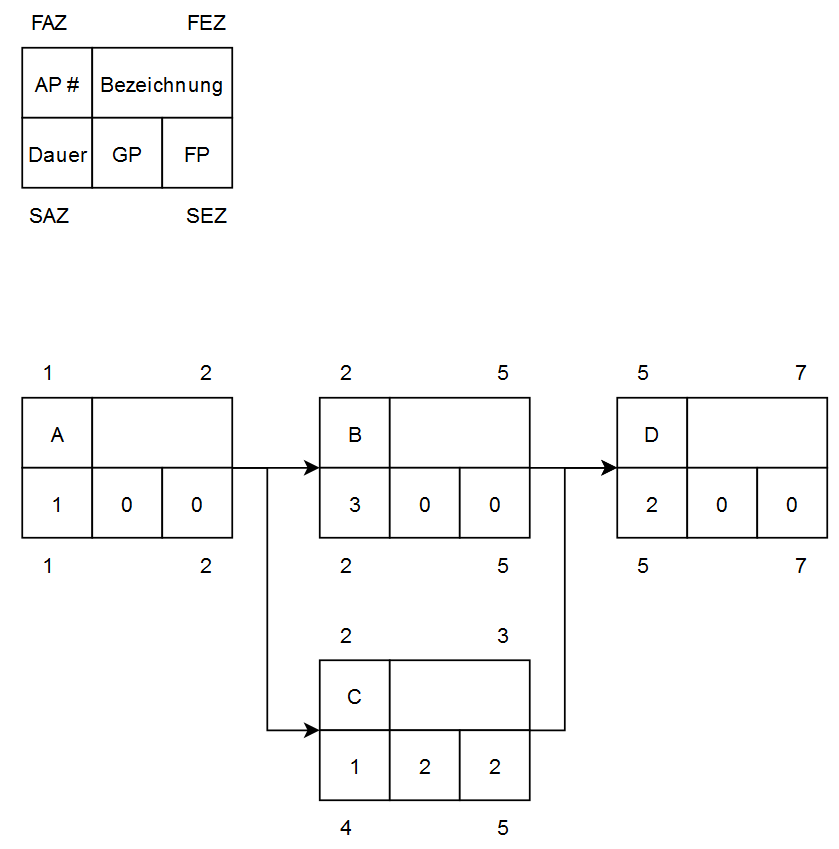 FAZ FEZ
AP # Bezeichnung
Dauer GP FP
SAZ SEZ
1 2 2 5 5 7
A B D
1 0 0 3 0 0 2 0 0
1 2 2 5 5 7
2 3
C
1 2 2
4 5